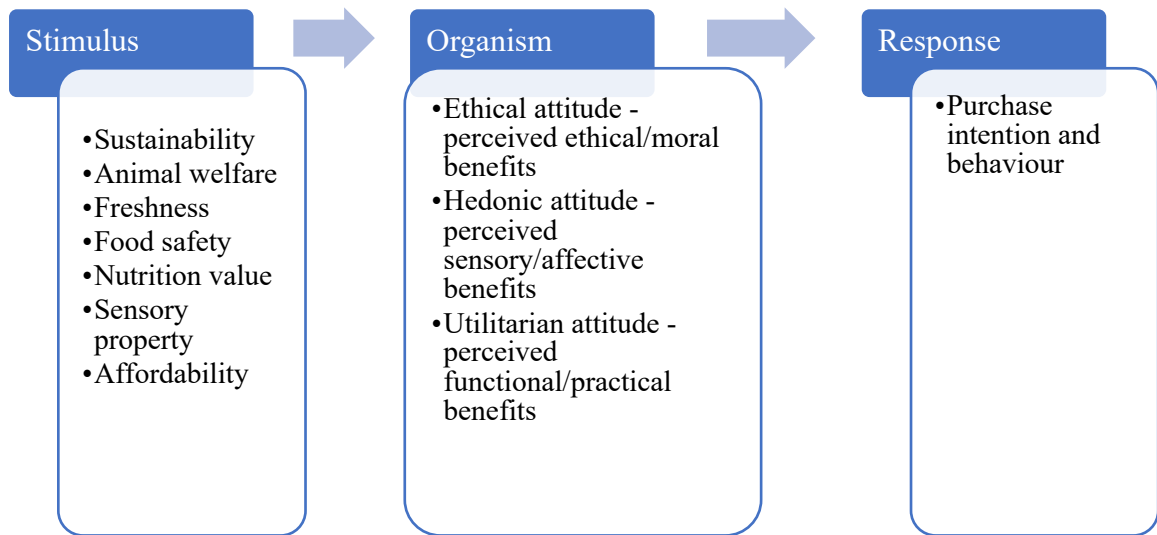 Stimulus
•Sustainability
•Animal welfare
•Freshness
•Food safety
•Nutrition value
•Sensory
property
•Affordability
Organism
•Ethical attitude -
perceived ethical/moral
benefits
•Hedonic attitude -
perceived
sensory/affective
benefits
•Utilitarian attitude -
perceived
functional/practical
benefits
Response
•Purchase
intention and
behaviour